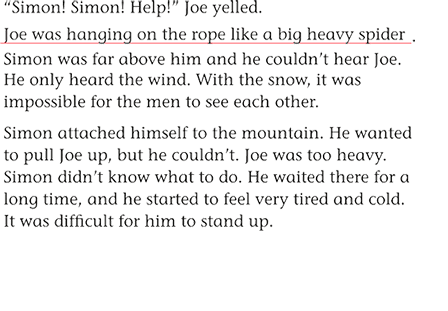 “Simon! Simon! Help!” Joe yelled.
Joe was hanging on the rope like a big heavy spider .
Simon was far above him and he couldn’t hear Joe.
He only heard the wind. With the snow, it was
impossible for the men to see each other.
Simon attached himself to the mountain. He wanted
to pull Joe up, but he couldn’t. Joe was too heavy.
Simon didn’t know what to do. He waited there for a
long time, and he started to feel very tired and cold.
It was difficult for him to stand up.